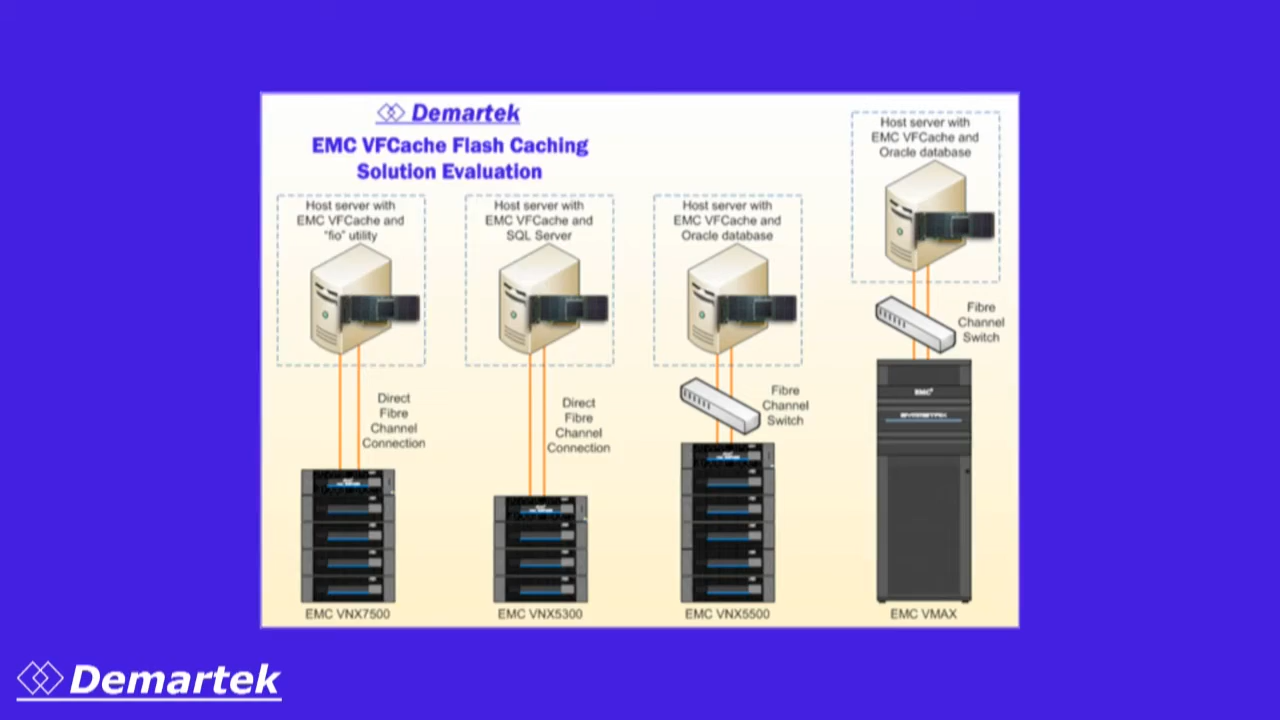 Demartek
EMC VFCache Flash Caching
Solution Evaluation
Host server with
EMC VFCache and
"fio" utility
Direct
Fibre
Channel
Connection
EMC VNX7500
Host server with
EMC VFCache and
SQL Server
Direct
Fibre
Channel
Connection
EMC VNX5300
Host server with
EMC VFCache and
Oracle database
Fibre
Channel
Switch
EMC VNX5500
Host server with
EMC VFCache and
Oracle database
Fibre
Channel
Switch
EMC²
EMC VMAX
Demartek